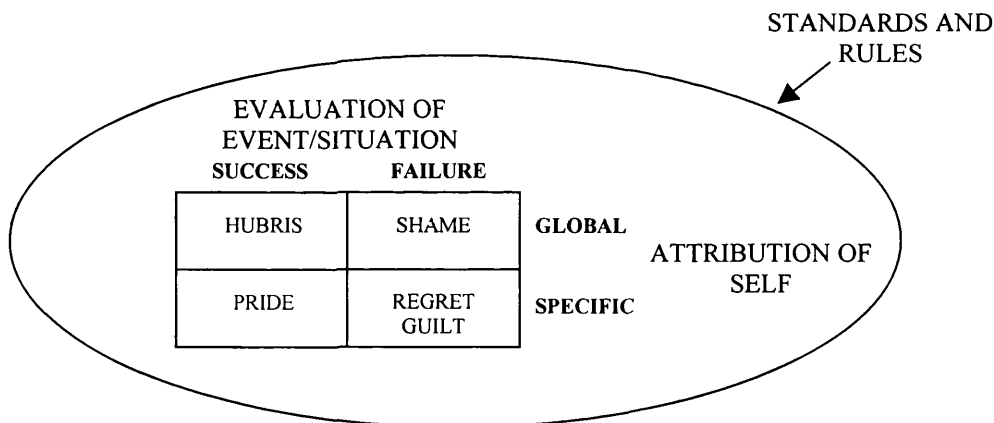 STANDARDS AND
RULES
EVALUATION OF
EVENT/SITUATION
SUCCESS FAILURE
HUBRIS SHAME GLOBAL
ATTRIBUTION OF
SELF
PRIDE REGRET
GUILT SPECIFIC